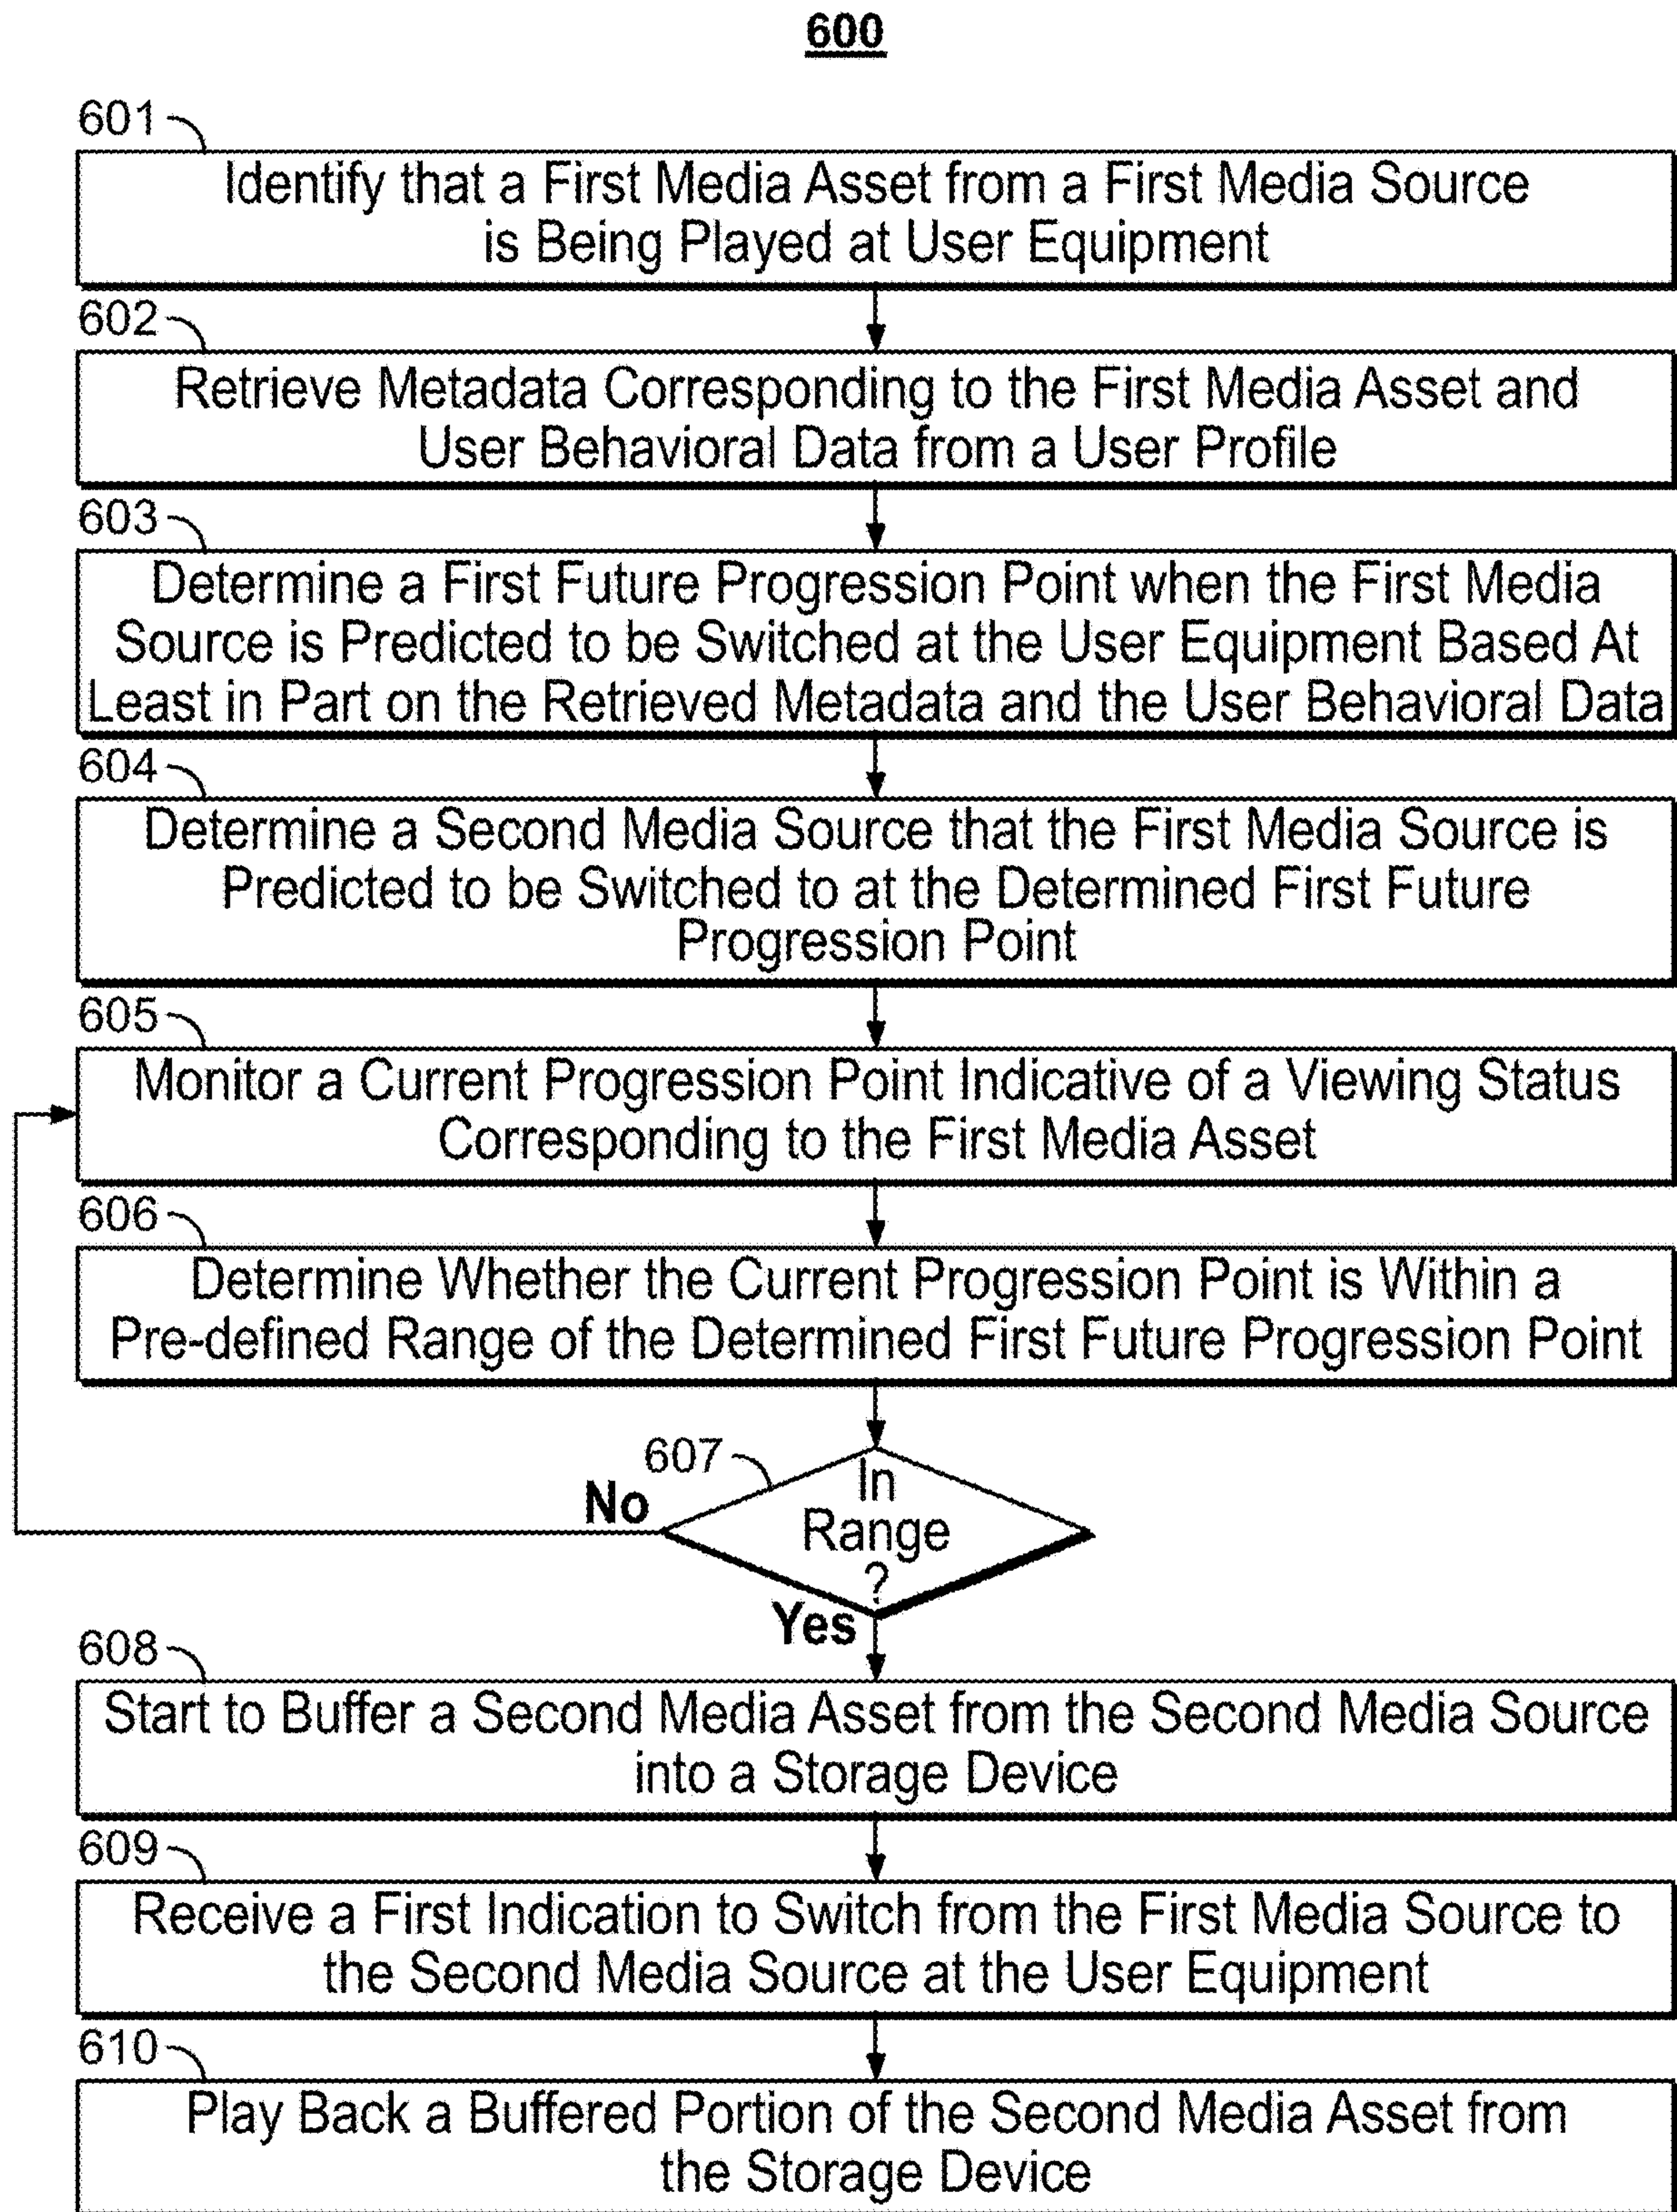 600
601
Identify that a First Media Asset from a First Media Source
is Being Played at User Equipment
602
Retrieve Metadata Corresponding to the First Media Asset and
User Behavioral Data from a User Profile
603
Determine a First Future Progression Point when the First Media
Source is Predicted to be Switched at the User Equipment Based At
Least in Part on the Retrieved Metadata and the User Behavioral Data
604
Determine a Second Media Source that the First Media Source is
Predicted to be Switched to at the Determined First Future
Progression Point
605
Monitor a Current Progression Point Indicative of a Viewing Status
Corresponding to the First Media Asset
606
Determine Whether the Current Progression Point is Within a
Pre-defined Range of the Determined First Future Progression Point
607
In
Range
?
No
Yes
608
Start to Buffer a Second Media Asset from the Second Media Source
into a Storage Device
609
Receive a First Indication to Switch from the First Media Source to
the Second Media Source at the User Equipment
610
Play Back a Buffered Portion of the Second Media Asset from
the Storage Device